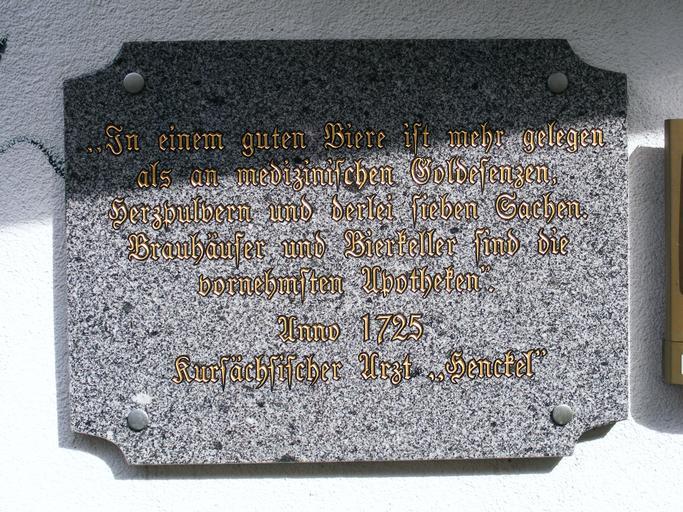 „In einem guten Biere ist mehr gelegen
als an medizinischen Goldesenzen,
Herzpulvern und derlei sieben Sachen.
Brauhäuser und Bierkeller sind die
vornehmsten Apotheken”.
Anno 1725
Kursächsischer Arzt „Henckel”